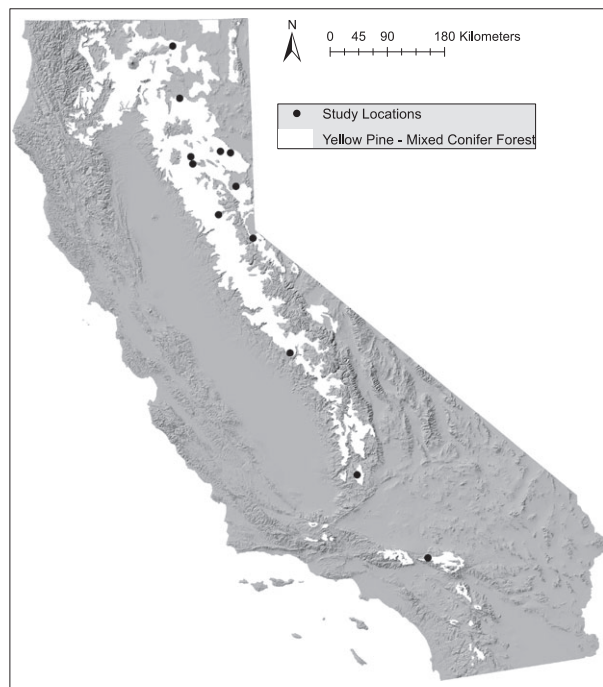 N
0 45 90 180 Kilometers
Study Locations
Yellow Pine - Mixed Conifer Forest